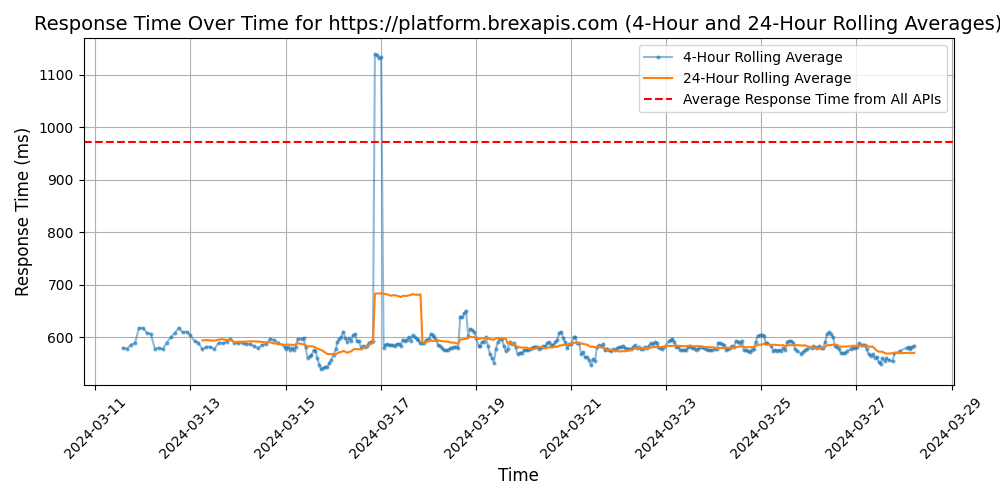 Response Time Over Time for https://platform.brexapis.com (4-Hour and 24-Hour Rolling Averages)
4-Hour Rolling Average
24-Hour Rolling Average
Average Response Time from All APIs
Response Time (ms)
1100
1000
900
800
700
600
2024-03-11
2024-03-13
2024-03-15
2024-03-17
2024-03-19
2024-03-21
2024-03-23
2024-03-25
2024-03-27
2024-03-29
Time